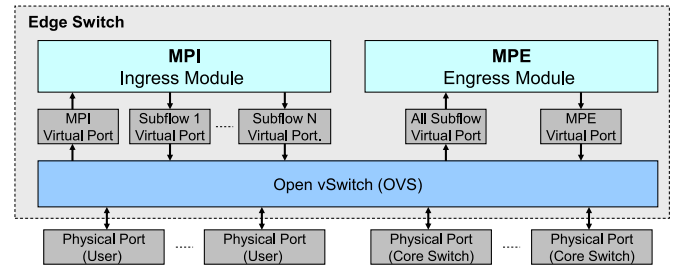 Edge Switch
MPI
Ingress Module
MPE
Engress Module
MPI
Virtual Port
Subflow 1
Virtual Port
Subflow N
Virtual Port.
All Subflow
Virtual Port
MPE
Virtual Port
Open vSwitch (OVS)
Physical Port
(User)
Physical Port
(User)
Physical Port
(Core Switch)
Physical Port
(Core Switch)